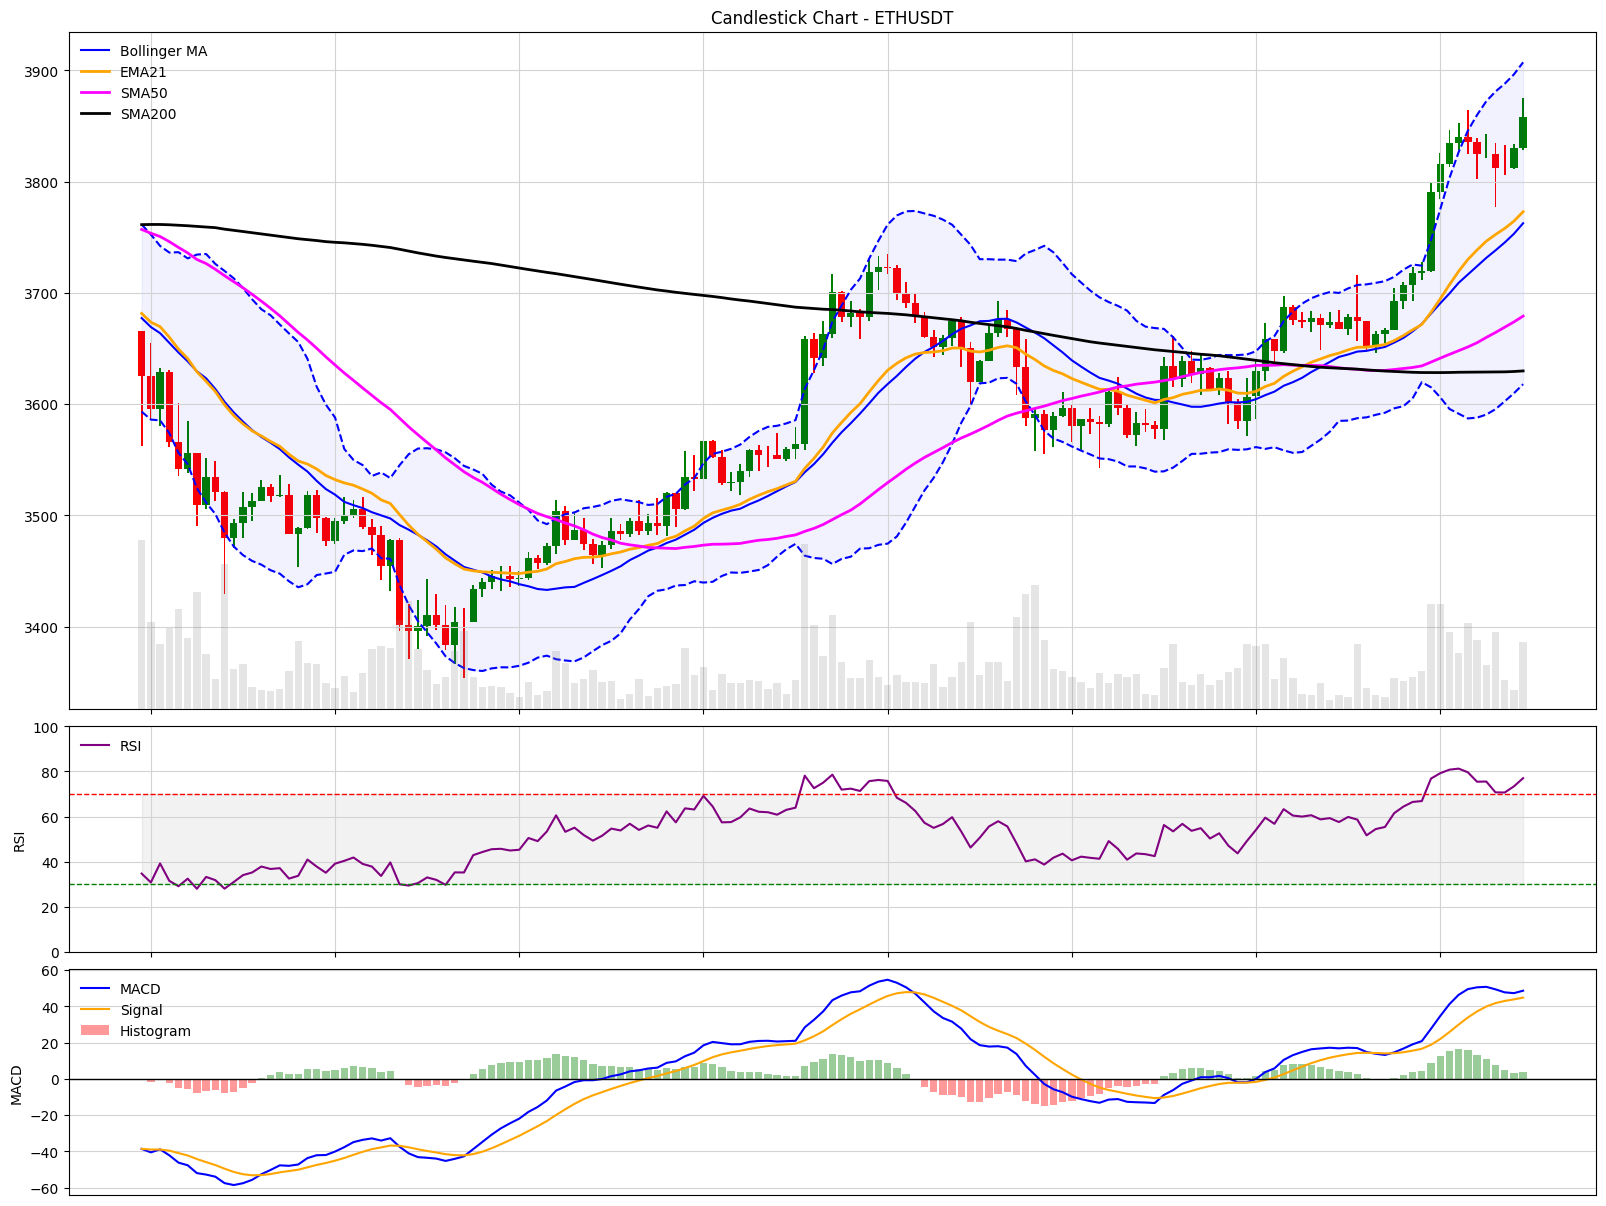 Candlestick Chart - ETHUSDT
Bollinger MA
EMA21
SMA50
SMA200
3900
3800
3700
3600
3500
3400
RSI
RSI
100
80
60
40
20
0
MACD
Signal
Histogram
MACD
60
40
20
0
−20
−40
−60